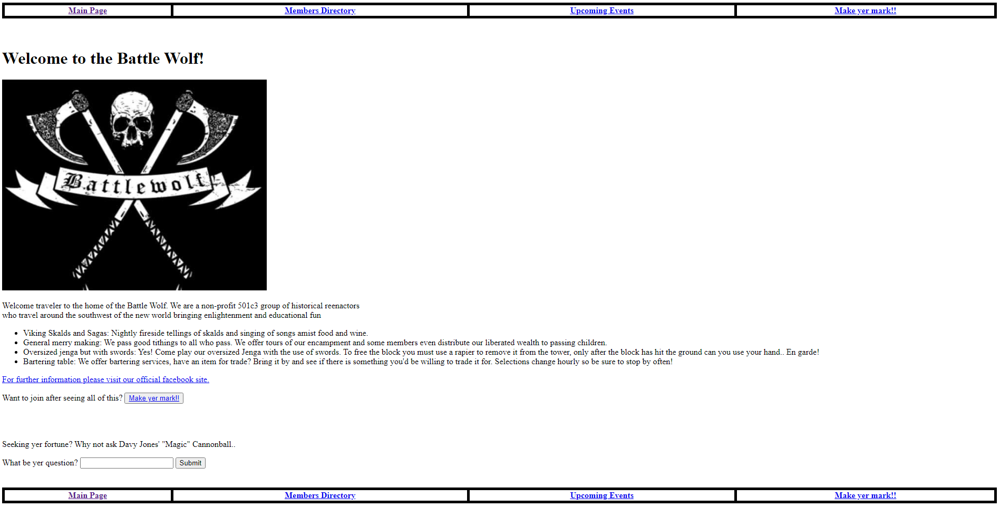 Main Page Members Directory Upcoming Events Make yer mark!!
Welcome to the Battle Wolf!
Battlewolf
Welcome traveler to the home of the Battle Wolf. We are a non-profit 501c3 group of historical reenactors
who travel around the southwest of the new world bringing enlightenment and educational fun
• Viking Skalds and Sagas: Nightly fireside tellings of skalds and singing of songs amist food and wine.
• General merry making: We pass good tithings to all who pass. We offer tours of our encampment and some members even distribute our liberated wealth to passing children.
• Oversized jenga but with swords: Yes! Come play our oversized Jenga with the use of swords. To free the block you must use a rapier to remove it from the tower, only after the block has hit the ground can you use your hand.. En garde!
• Bartering table: We offer bartering services, have an item for trade? Bring it by and see if there is something you'd be willing to trade it for. Selections change hourly so be sure to stop by often!
For further information please visit our official facebook site.
Want to join after seeing all of this? Make yer mark!!
Seeking yer fortune? Why not ask Davy Jones' "Magic" Cannonball..
What be yer question? Submit
Main Page Members Directory Upcoming Events Make yer mark!!